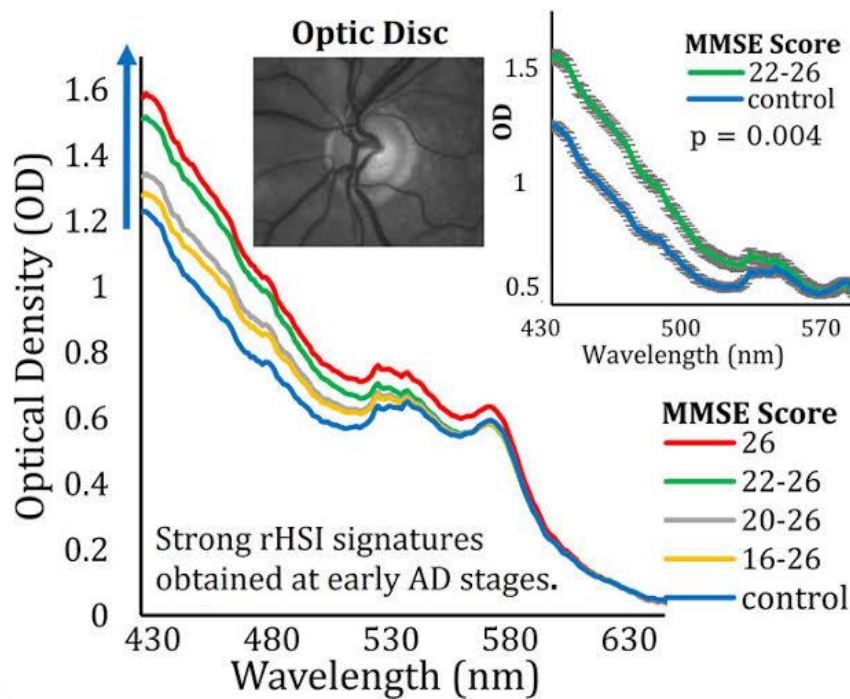 Optic Disc
Optical Density (OD)
1.6
1.4
1.2
1
0.8
0.6
0.4
0.2
0
430
480
530
580
630
Wavelength (nm)
Strong rHSI signatures
obtained at early AD stages.
OD
1.5
1
0.5
430
500
570
Wavelength (nm)
MMSE Score
22-26
control
p = 0.004
MMSE Score
26
22-26
20-26
16-26
control